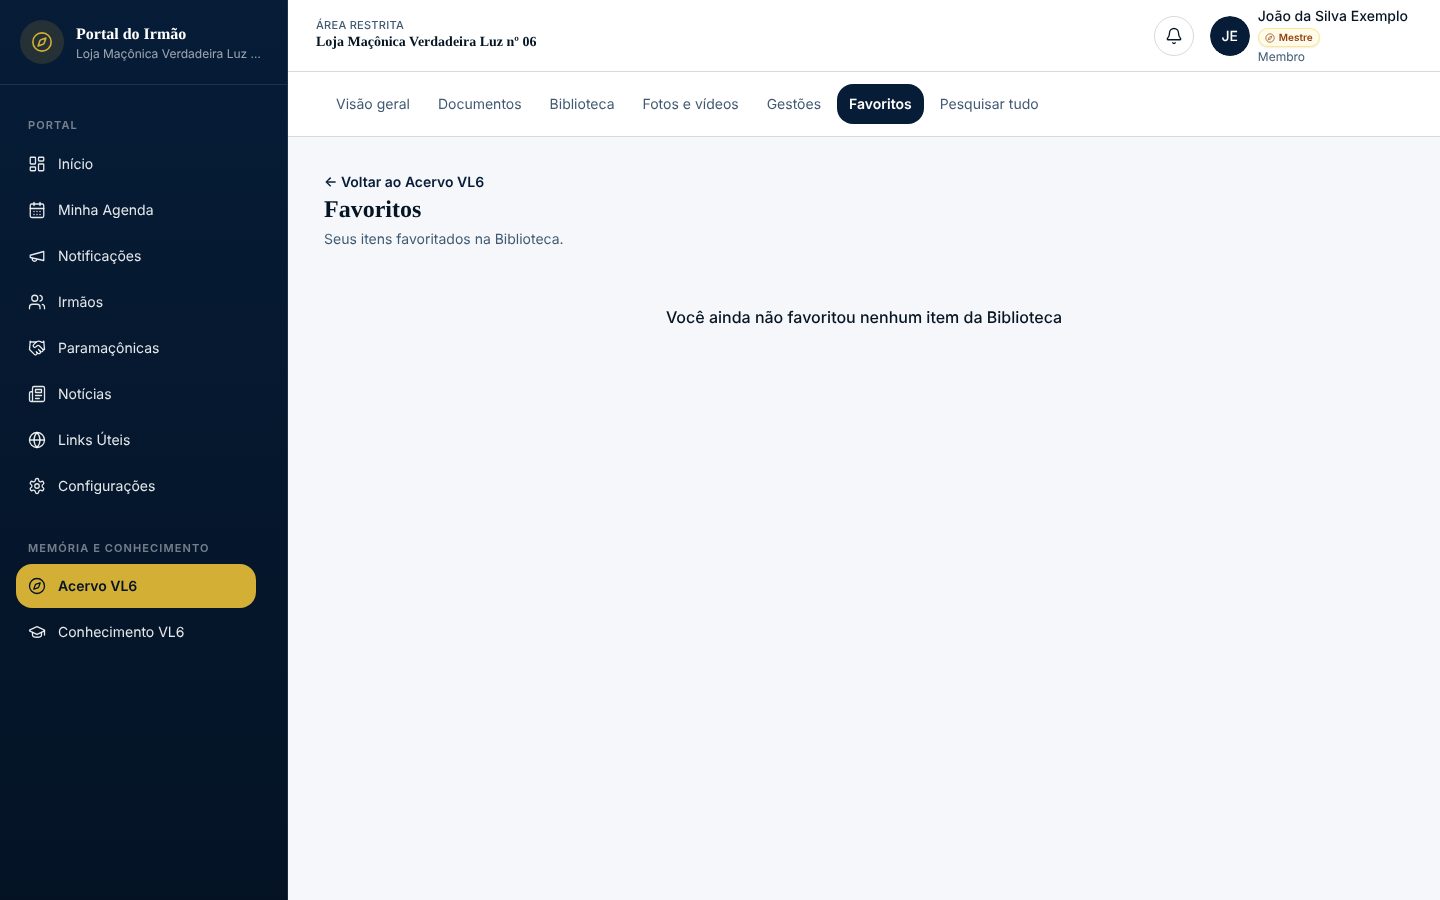 Portal do Irmão
Loja Maçônica Verdadeira Luz ...
PORTAL
Início
Minha Agenda
Notificações
Irmãos
Paramaçônicas
Notícias
Links Úteis
Configurações
MEMÓRIA E CONHECIMENTO
Acervo VL6
Conhecimento VL6
ÁREA RESTRITA
Loja Maçônica Verdadeira Luz nº 06
JE
João da Silva Exemplo
Mestre
Membro
Visão geral
Documentos
Biblioteca
Fotos e vídeos
Gestões
Favoritos
Pesquisar tudo
← Voltar ao Acervo VL6
Favoritos
Seus itens favoritados na Biblioteca.
Você ainda não favoritou nenhum item da Biblioteca